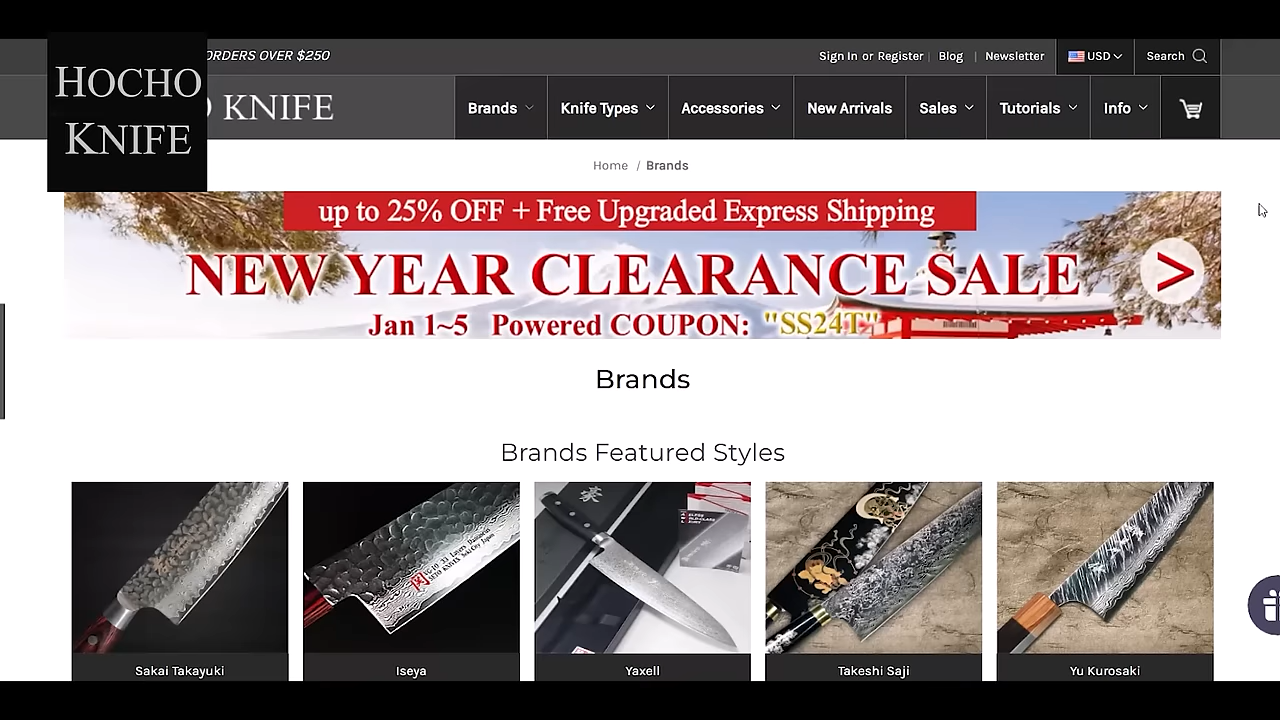 HOCHO
KNIFE
ORDERS OVER $250
Sign In or Register | Blog | Newsletter
USD
Search
KNIFE
Brands
Knife Types
Accessories
New Arrivals
Sales
Tutorials
Info
Home / Brands
up to 25% OFF + Free Upgraded Express Shipping
NEW YEAR CLEARANCE SALE
>
Jan 1~5 Powered COUPON: "SS24T"
Brands
Brands Featured Styles
Sakai Takayuki
Iseya
Yaxell
Takeshi Saji
Yu Kurosaki